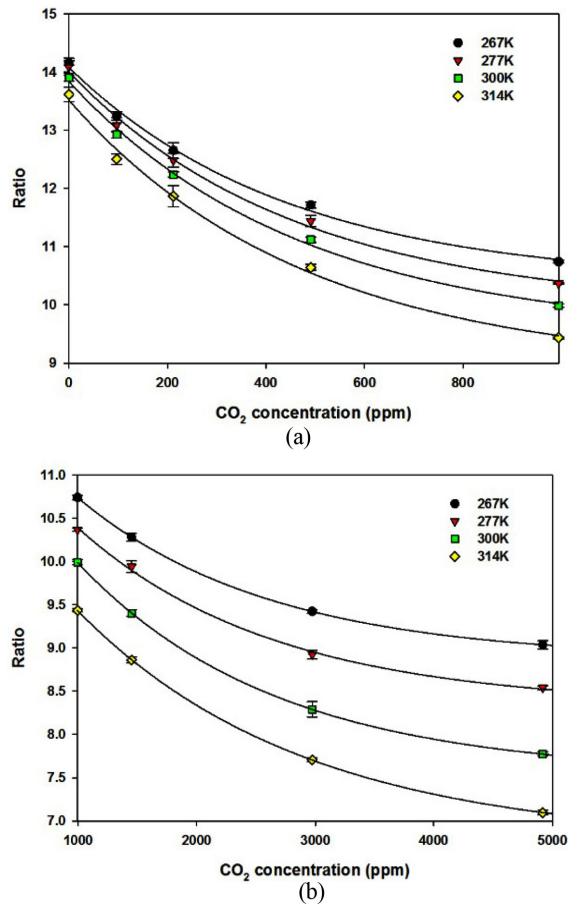 15
14
13
12
11
10
9
Ratio
267K
277K
300K
314K
0 200 400 600 800
CO₂ concentration (ppm)
(a)
11.0
10.5
10.0
9.5
9.0
8.5
8.0
7.5
7.0
Ratio
267K
277K
300K
314K
1000 2000 3000 4000 5000
CO₂ concentration (ppm)
(b)